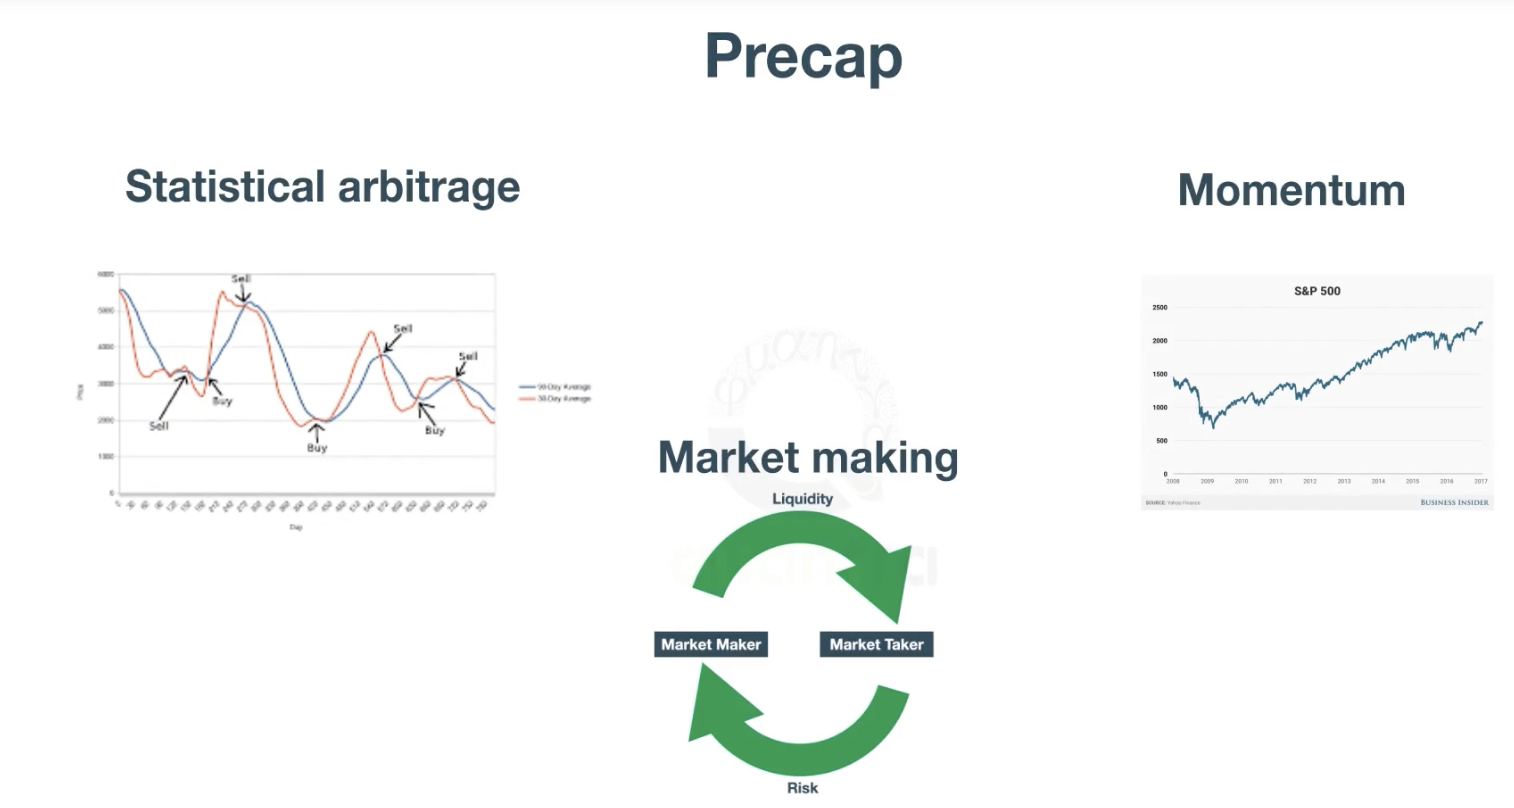 Precap
Statistical arbitrage
Momentum
6000
5000
4000
3000
2000
1000
0
Price
Sell
Sell
Sell
Sell
Buy
Buy
Buy
90-Day Average
30-Day Average
Day
S&P 500
2500
2000
1500
1000
500
0
2008 2009 2010 2011 2012 2013 2014 2015 2016 2017
SOURCE: Yahoo Finance
BUSINESS INSIDER
Market making
Liquidity
Market Maker
Market Taker
Risk